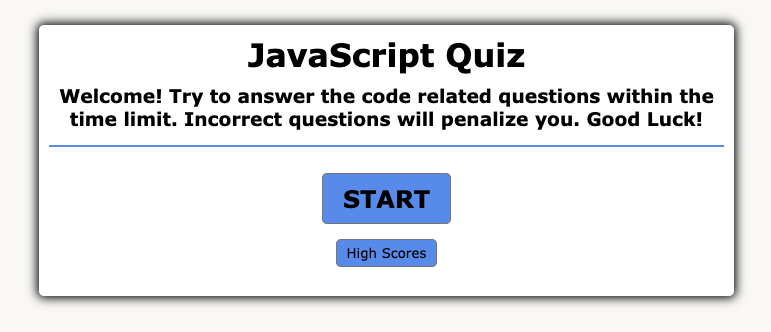 JavaScript Quiz
Welcome! Try to answer the code related questions within the
time limit. Incorrect questions will penalize you. Good Luck!
START
High Scores